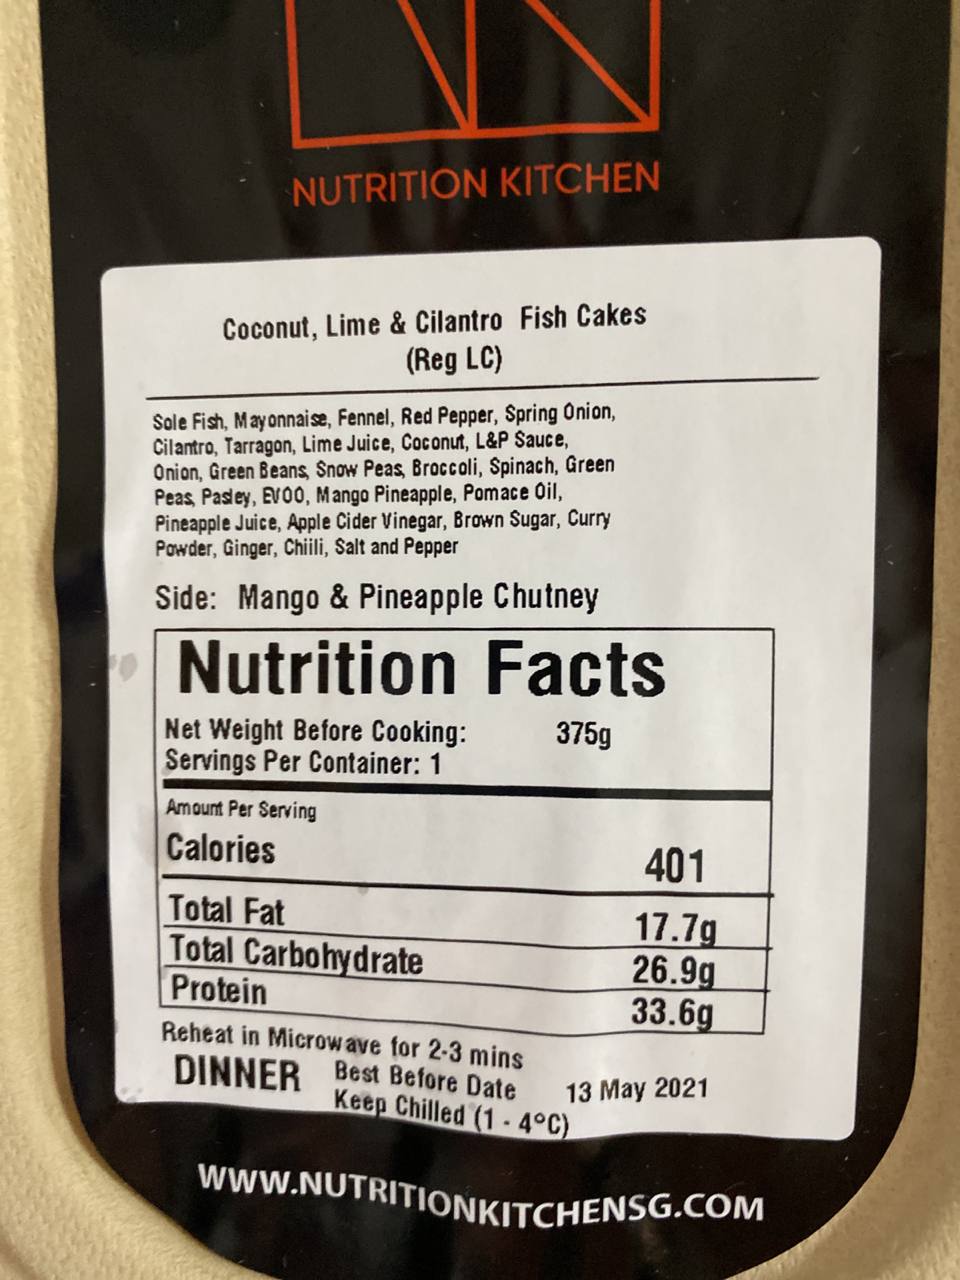 NUTRITION KITCHEN
Coconut, Lime & Cilantro Fish Cakes
(Reg LC)
Sole Fish, Mayonnaise, Fennel, Red Pepper, Spring Onion,
Cilantro, Tarragon, Lime Juice, Coconut, L&P Sauce,
Onion, Green Beans, Snow Peas, Broccoli, Spinach, Green
Peas, Pasley, EVOO, Mango Pineapple, Pomace Oil,
Pineapple Juice, Apple Cider Vinegar, Brown Sugar, Curry
Powder, Ginger, Chiili, Salt and Pepper
Side: Mango & Pineapple Chutney
Nutrition Facts
Net Weight Before Cooking: 375g
Servings Per Container: 1
Amount Per Serving
Calories 401
Total Fat 17.7g
Total Carbohydrate 26.9g
Protein 33.6g
Reheat in Microwave for 2-3 mins
DINNER Best Before Date 13 May 2021
Keep Chilled (1 - 4°C)
WWW.NUTRITIONKITCHENSG.COM